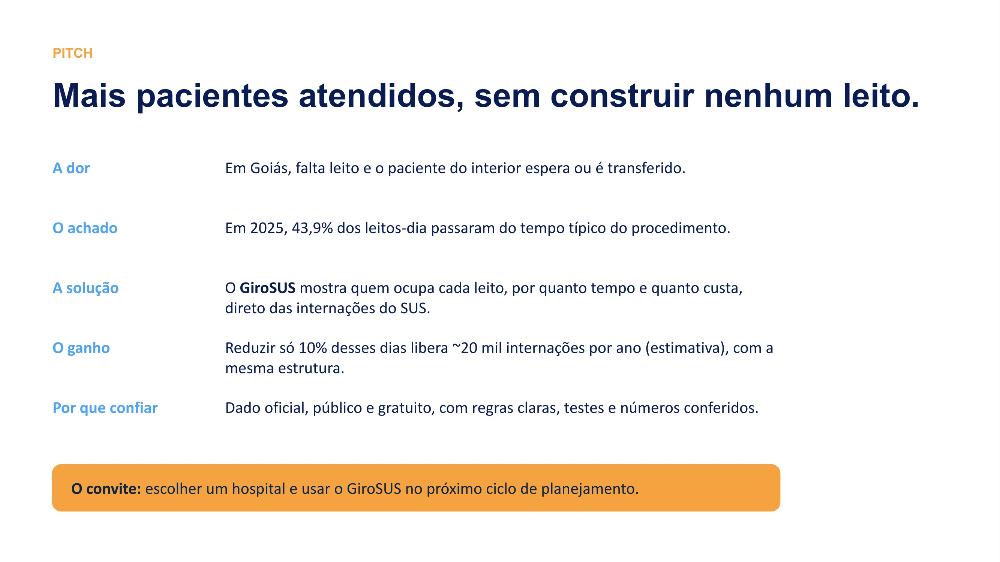 PITCH
Mais pacientes atendidos, sem construir nenhum leito.
A dor
Em Goiás, falta leito e o paciente do interior espera ou é transferido.
O achado
Em 2025, 43,9% dos leitos-dia passaram do tempo típico do procedimento.
A solução
O GiroSUS mostra quem ocupa cada leito, por quanto tempo e quanto custa,
direto das internações do SUS.
O ganho
Reduzir só 10% desses dias libera ~20 mil internações por ano (estimativa), com a
mesma estrutura.
Por que confiar
Dado oficial, público e gratuito, com regras claras, testes e números conferidos.
O convite: escolher um hospital e usar o GiroSUS no próximo ciclo de planejamento.